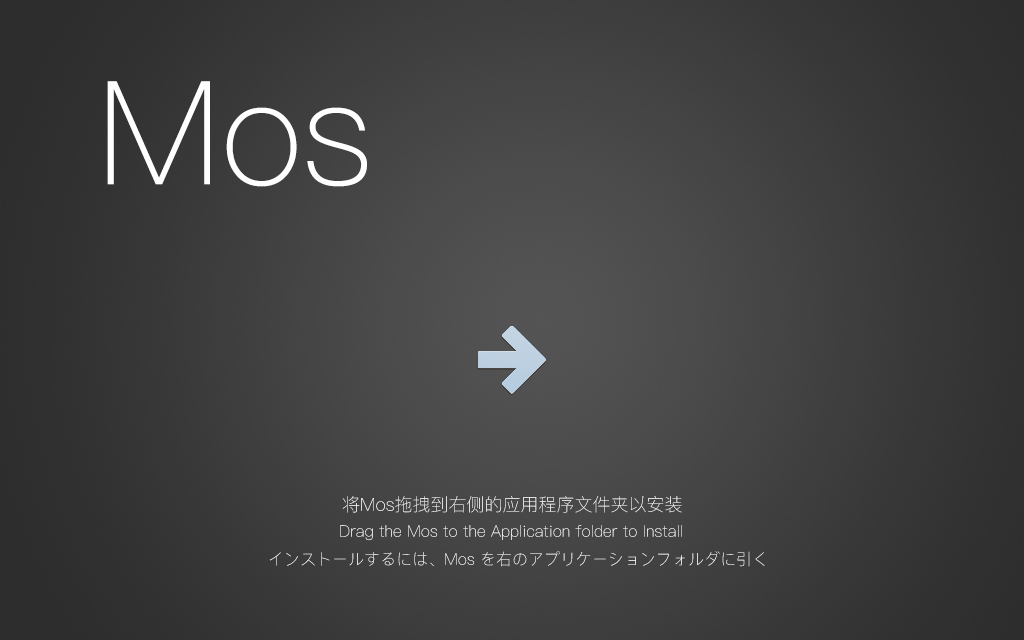 Mos
将Mos拖拽到右侧的应用程序文件夹以安装
Drag the Mos to the Application folder to Install
インストールするには、Mos を右のアプリケーションフォルダに引く